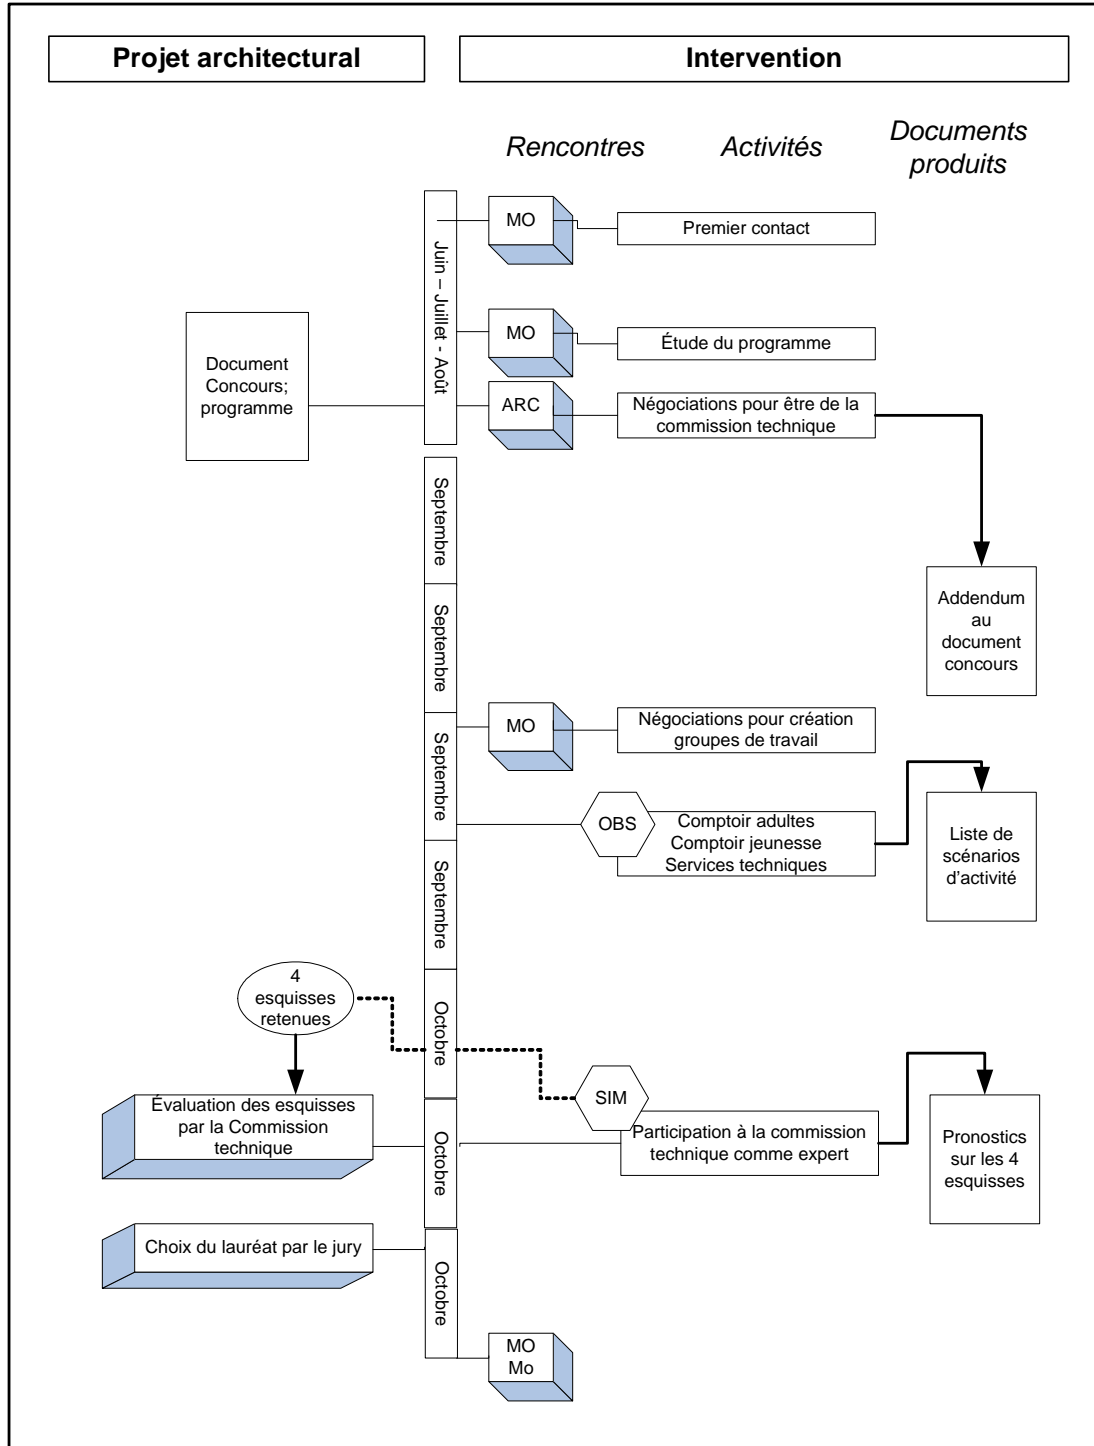 Projet architectural
Intervention
Rencontres
Activités
Documents
produits
Juin – Juillet - Août
MO
Premier contact
MO
Étude du programme
Document
Concours;
programme
ARC
Négociations pour être de la
commission technique
Septembre
Septembre
Addendum
au
document
concours
Septembre
MO
Négociations pour création
groupes de travail
OBS
Comptoir adultes
Comptoir jeunesse
Services techniques
Liste de
scénarios
d'activité
Septembre
4
esquisses
retenues
Octobre
SIM
Évaluation des esquisses
par la Commission
technique
Octobre
Participation à la commission
technique comme expert
Pronostics
sur les 4
esquisses
Choix du lauréat par le jury
Octobre
MO
Mo